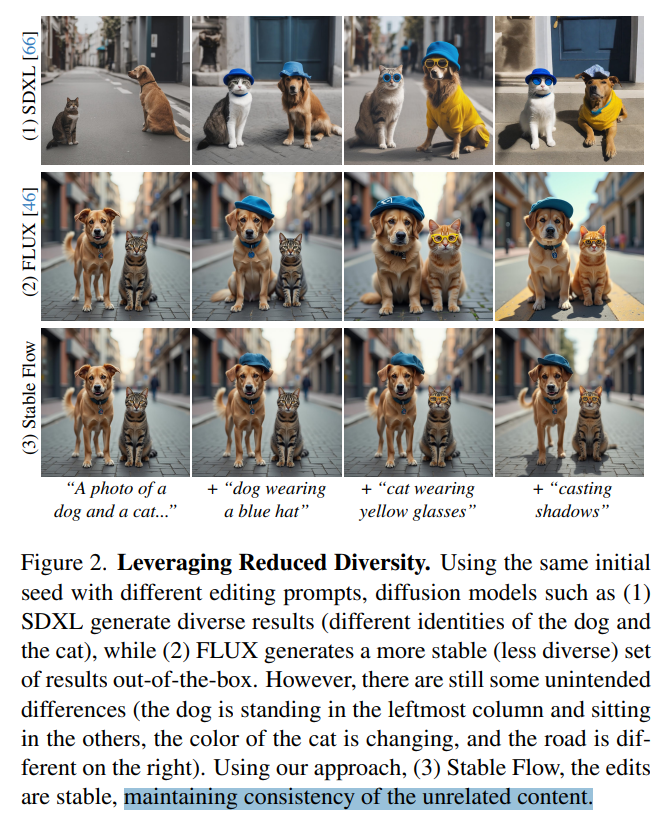 (1) SDXL [66]
(2) FLUX [46]
(3) Stable Flow
“A photo of a
dog and a cat...”
+ “dog wearing
a blue hat”
+ “cat wearing
yellow glasses”
+ “casting
shadows”
Figure 2. Leveraging Reduced Diversity. Using the same initial
seed with different editing prompts, diffusion models such as (1)
SDXL generate diverse results (different identities of the dog and
the cat), while (2) FLUX generates a more stable (less diverse) set
of results out-of-the-box. However, there are still some unintended
differences (the dog is standing in the leftmost column and sitting
in the others, the color of the cat is changing, and the road is dif-
ferent on the right). Using our approach, (3) Stable Flow, the edits
are stable, maintaining consistency of the unrelated content.